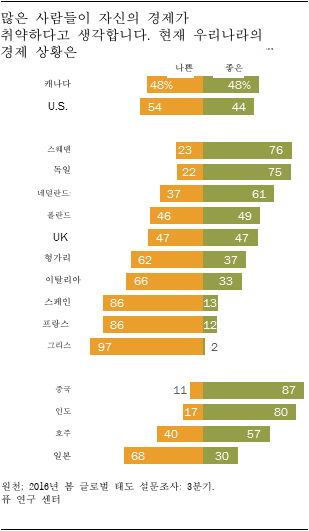 많은 사람들이 자신의 경제가
취약하다고 생각합니다. 현재 우리나라의
경제 상황은
나쁜 좋은
캐나다 48% 48%
U.S. 54 44
스웨덴 23 76
독일 22 75
네덜란드: 37 61
폴란드 46 49
UK 47 47
헝가리 62 37
이탈리아 66 33
스페인 86 13
프랑스 86 12
그리스 97 2
중국 11 87
인도 17 80
호주 40 57
일본 68 30
원천; 2016년 봄 글로벌 태도 설문조사: 3분기.
퓨 연구 센터